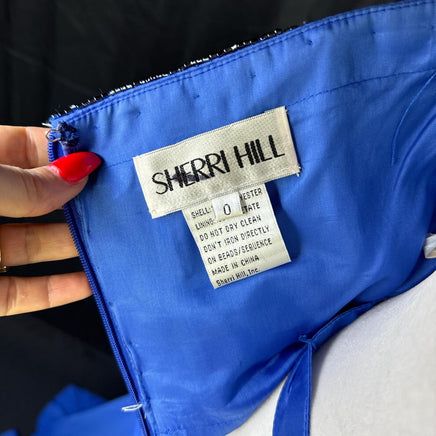 SHERRI HILL
0
SHELL:
LINING:
DO NOT DRY CLEAN
DON'T IRON DIRECTLY
ON BEADS/SERUENCE
MADE IN CHINA
Sherri Hill, Inc.